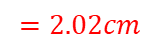 = 2.02cm